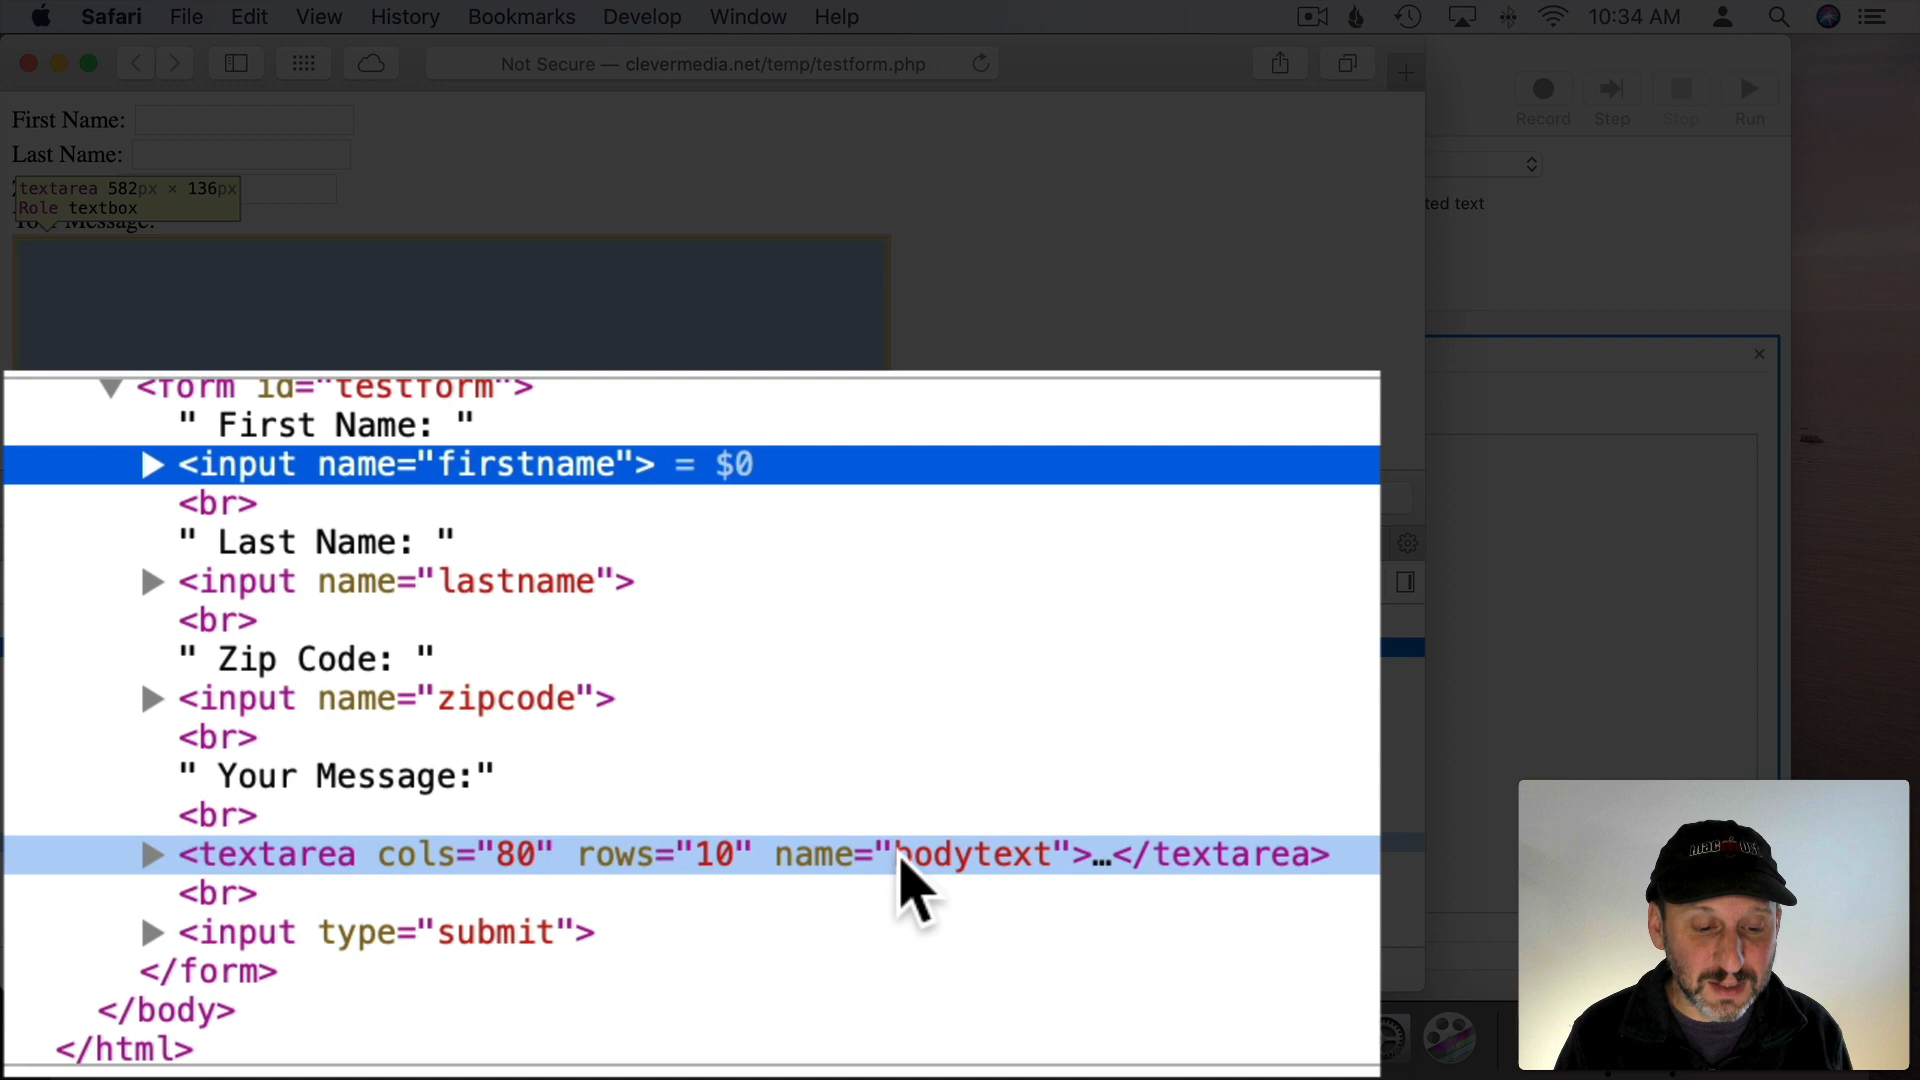 Safari File Edit View History Bookmarks Develop Window Help 10:34 AM
Not Secure — clevermedia.net/temp/testform.php
First Name:
Last Name:
textarea 582px × 136px
Role textbox
Your Message:
Record Step Stop Run
ted text
<form id="testform">
" First Name: "
<input name="firstname"> = $0
<br>
" Last Name: "
<input name="lastname">
<br>
" Zip Code: "
<input name="zipcode">
<br>
" Your Message:"
<br>
<textarea cols="80" rows="10" name="bodytext">…</textarea>
<br>
<input type="submit">
</form>
</body>
</html>